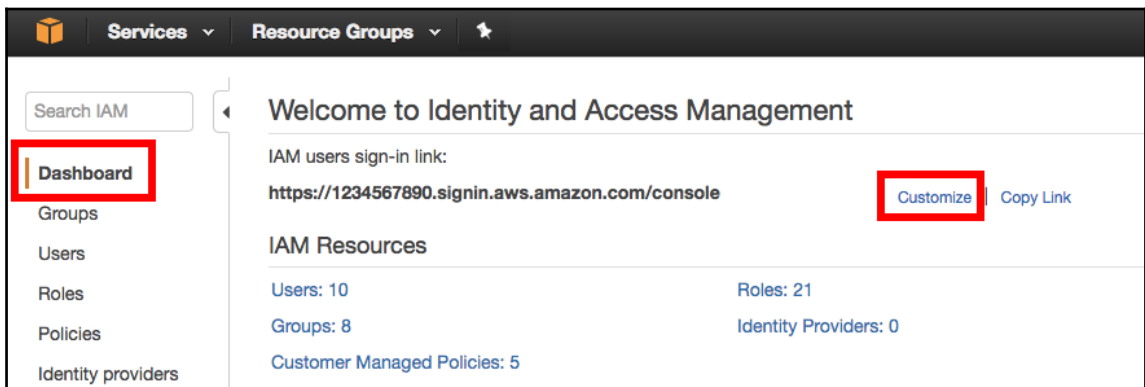 Services Resource Groups
Search IAM
Dashboard
Groups
Users
Roles
Policies
Identity providers
Welcome to Identity and Access Management
IAM users sign-in link:
https://1234567890.signin.aws.amazon.com/console Customize | Copy Link
IAM Resources
Users: 10 Roles: 21
Groups: 8 Identity Providers: 0
Customer Managed Policies: 5